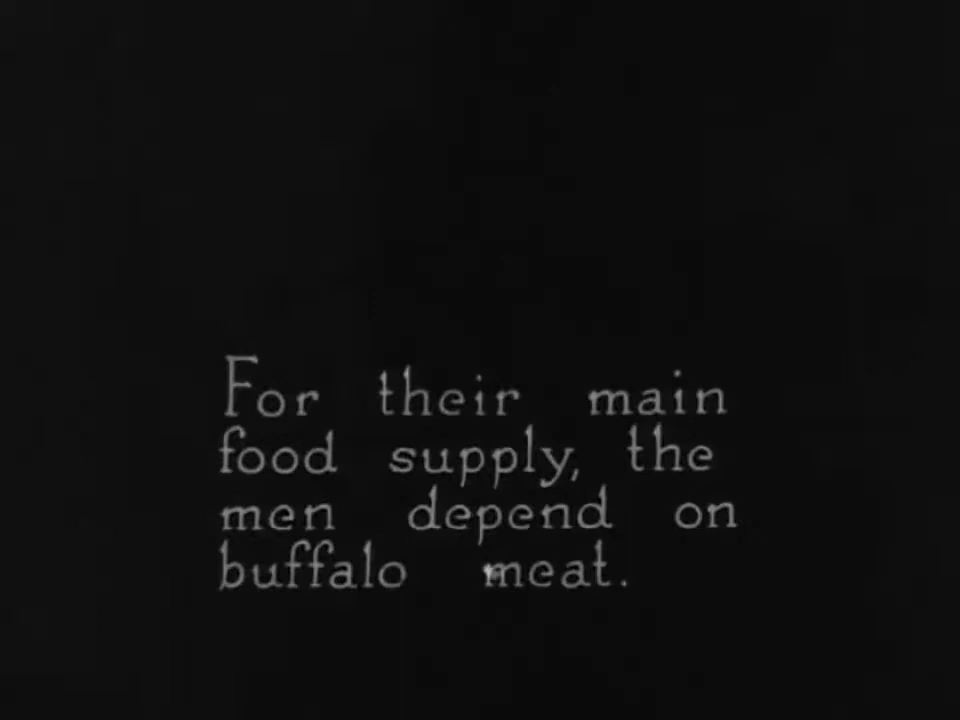 For their main
food supply, the
men depend on
buffalo meat.